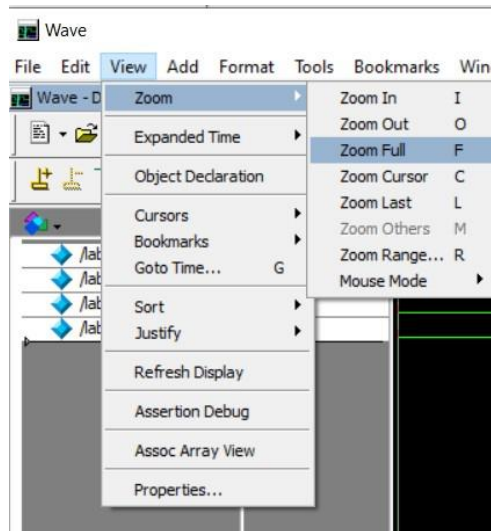 Wave
File Edit View Add Format Tools Bookmarks Win
Wave - D
Zoom
Expanded Time
Object Declaration
Cursors
Bookmarks
Goto Time... G
Sort
Justify
Refresh Display
Assertion Debug
Assoc Array View
Properties...
Zoom In I
Zoom Out O
Zoom Full F
Zoom Cursor C
Zoom Last L
Zoom Others M
Zoom Range... R
Mouse Mode
/lab
/lab
/lab
/lab